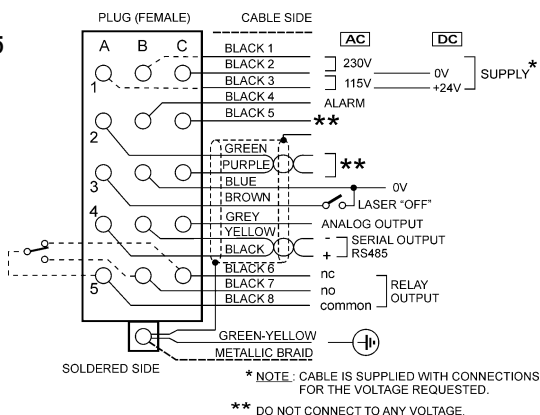 PLUG (FEMALE) CABLE SIDE
5
A B C
AC DC
BLACK 1
BLACK 2 230V
0V SUPPLY*
BLACK 3 115V
+24V
BLACK 4 ALARM
BLACK 5 **
1
2
GREEN
PURPLE **
BLUE 0V
3
BROWN LASER “OFF”
GREY ANALOG OUTPUT
4
YELLOW - SERIAL OUTPUT
BLACK + RS485
BLACK 6 nc
BLACK 7 no RELAY
5
BLACK 8 common OUTPUT
GREEN-YELLOW
METALLIC BRAID
SOLDERED SIDE
* NOTE : CABLE IS SUPPLIED WITH CONNECTIONS
FOR THE VOLTAGE REQUESTED.
** DO NOT CONNECT TO ANY VOLTAGE.